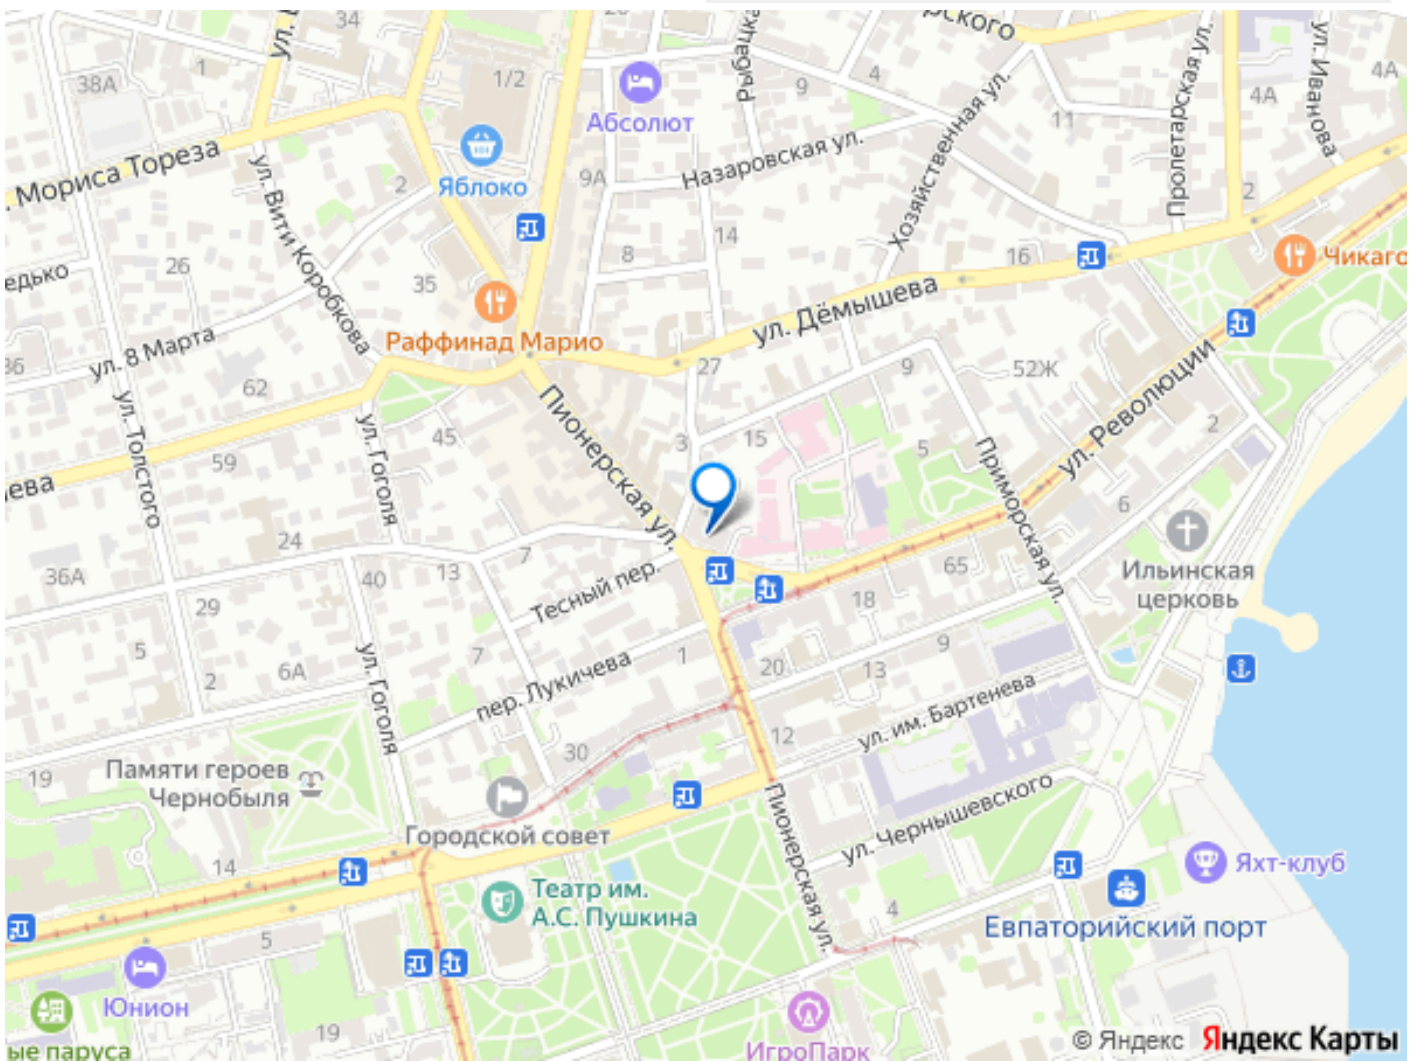 34
38А
1
1/2
Абсолют
4
9
4А
4А
11
ул. Иванова
Пролетарская ул.
Хозяйственная ул.
Назаровская ул.
Мориса Тореза
ул. Вити Коробкова
2
Яблоко
9А
2
14
16
8
26
35
Чикаго
Раффинад Марио
ул. Дёмышева
ул. 8 Марта
62
27
9
52Ж
ул. Революции
Пионерская ул.
ул. Толстого
ул. Гоголя
45
3
15
5
2
59
Приморская ул.
6
24
7
36А
40
13
Тесный пер.
65
Ильинская
церковь
29
18
5
7
1
9
6А
2
20
13
пер. Лукичева
ул. Гоголя
ул. им. Бартенева
12
30
19
Памяти героев
Чернобыля
Городской совет
ул. Чернышевского
Пионерская ул.
14
Яхт-клуб
Театр им.
А.С. Пушкина
4
Евпаторийский порт
5
Юнион
19
ые паруса
ИгроПарк
© Яндекс Яндекс Карты